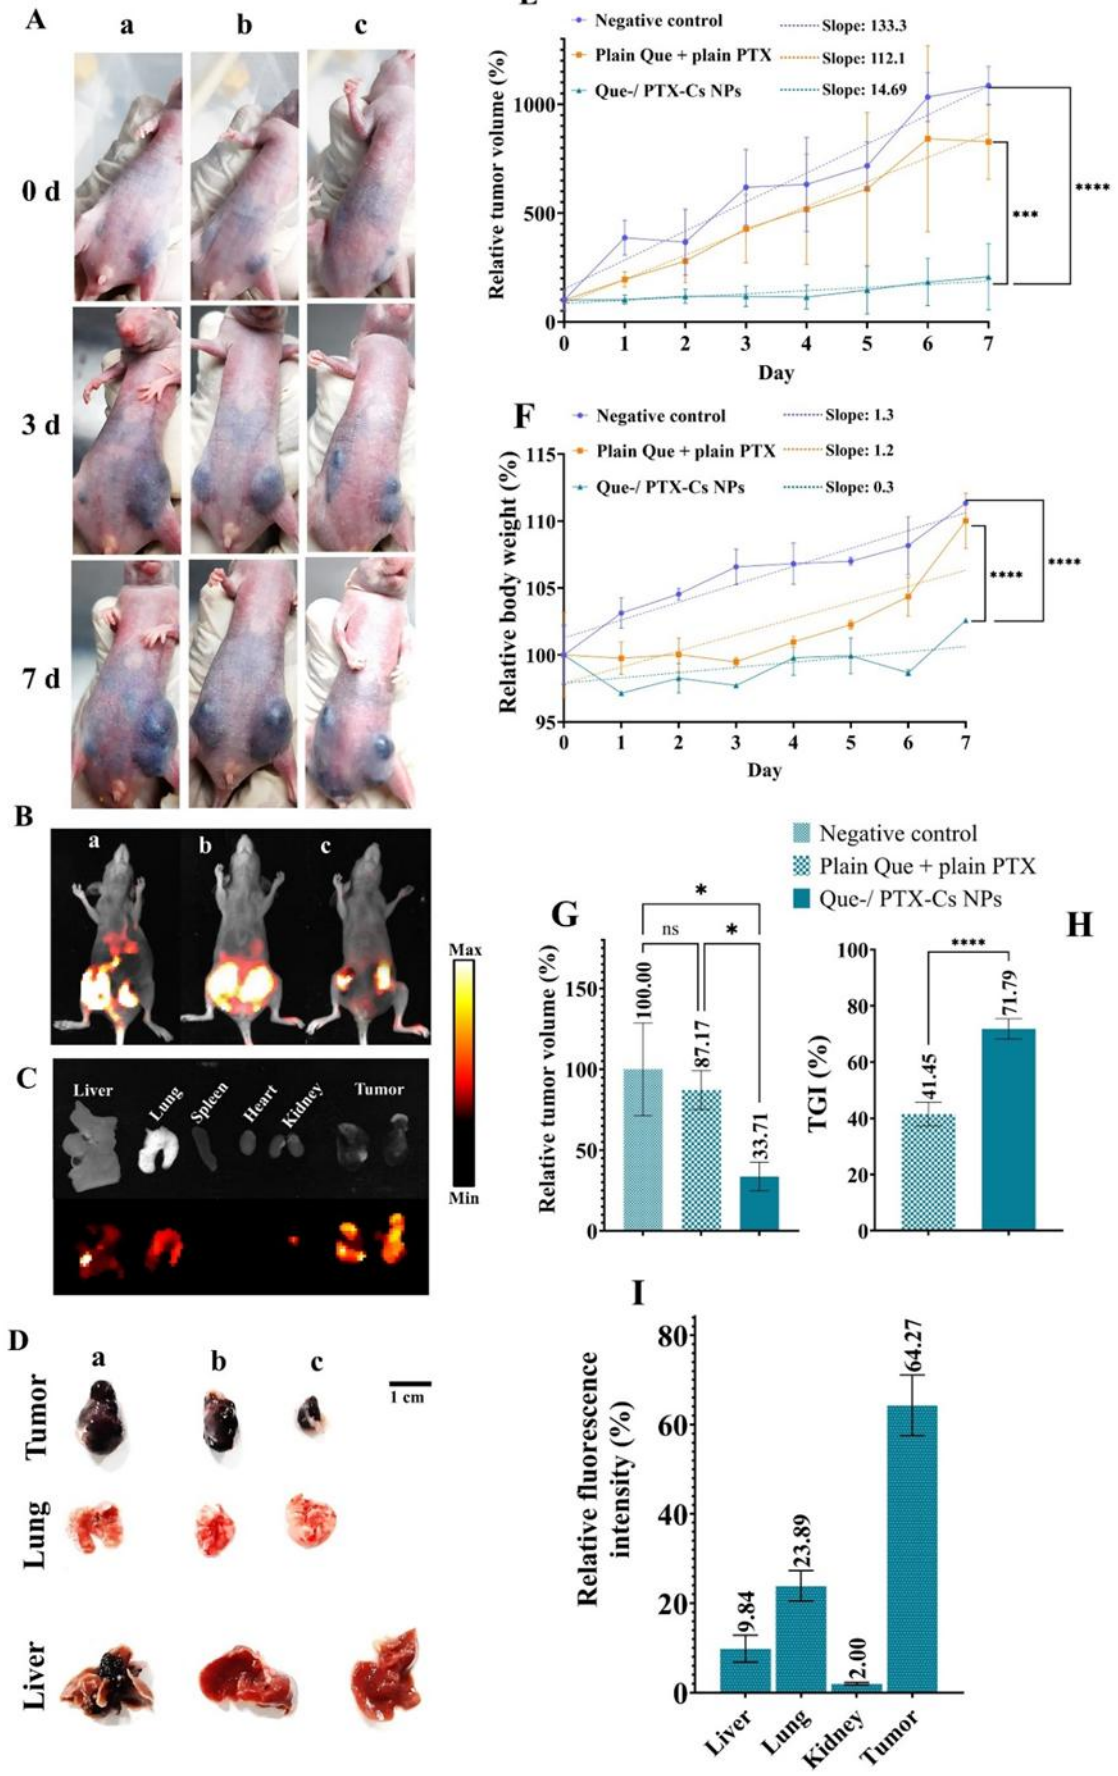 A
a
b
c
0 d
3 d
7 d
Negative control
Slope: 133.3
Plain Que + plain PTX
Slope: 112.1
Que-/ PTX-Cs NPs
Slope: 14.69
Relative tumor volume (%)
1000
500
0
0 1 2 3 4 5 6 7
Day
***
****
F
Negative control
Slope: 1.3
Plain Que + plain PTX
Slope: 1.2
Que-/ PTX-Cs NPs
Slope: 0.3
Relative body weight (%)
115
110
105
100
95
0 1 2 3 4 5 6 7
Day
****
****
B
a
b
c
Max
Min
C
Liver
Lung
Spleen
Heart
Kidney
Tumor
D
a
b
c
1 cm
Tumor
Lung
Liver
Negative control
Plain Que + plain PTX
Que-/ PTX-Cs NPs
G
Relative tumor volume (%)
150
100
50
0
*
ns
*
100.00
87.17
33.71
H
TGI (%)
100
80
60
40
20
0
****
41.45
71.79
I
Relative fluorescence
intensity (%)
80
60
40
20
0
9.84
23.89
2.00
64.27
Liver
Lung
Kidney
Tumor